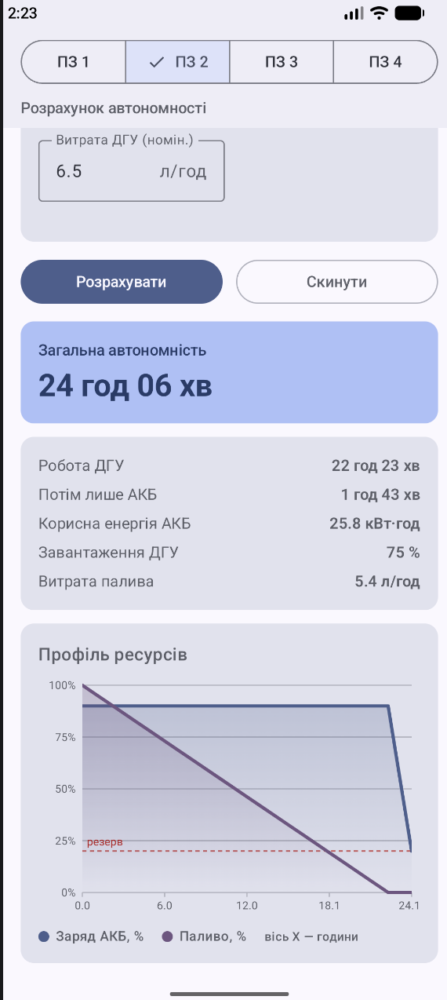 2:23
ПЗ 1 ПЗ 2 ПЗ 3 ПЗ 4
Розрахунок автономності
Витрата ДГУ (номін.)
6.5 л/год
Розрахувати Скинути
Загальна автономність
24 год 06 хв
Робота ДГУ 22 год 23 хв
Потім лише АКБ 1 год 43 хв
Корисна енергія АКБ 25.8 кВт·год
Завантаження ДГУ 75 %
Витрата палива 5.4 л/год
Профіль ресурсів
100%
75%
50%
25%
резерв
0%
0.0 6.0 12.0 18.1 24.1
Заряд АКБ, % Паливо, % вісь X — години